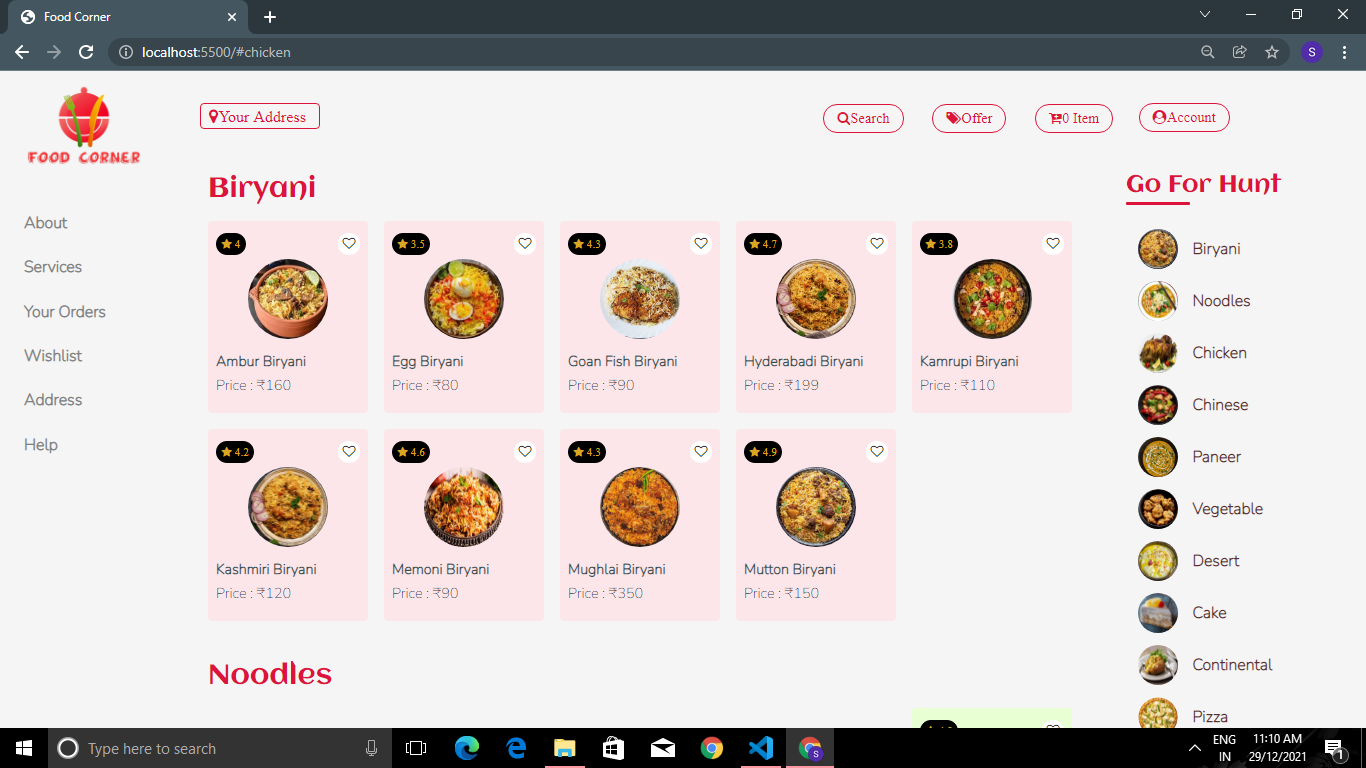 Food Corner
localhost:5500/#chicken
S
FOOD CORNER
Your Address
Search
Offer
0 Item
Account
About
Services
Your Orders
Wishlist
Address
Help
Biryani
4
3.5
4.3
4.7
3.8
Ambur Biryani
Price : ₹160
Egg Biryani
Price : ₹80
Goan Fish Biryani
Price : ₹90
Hyderabadi Biryani
Price : ₹199
Kamrupi Biryani
Price : ₹110
4.2
4.6
4.3
4.9
Kashmiri Biryani
Price : ₹120
Memoni Biryani
Price : ₹90
Mughlai Biryani
Price : ₹350
Mutton Biryani
Price : ₹150
Noodles
Go For Hunt
Biryani
Noodles
Chicken
Chinese
Paneer
Vegetable
Desert
Cake
Continental
Pizza
Type here to search
S
ENG
IN
11:10 AM
29/12/2021
1